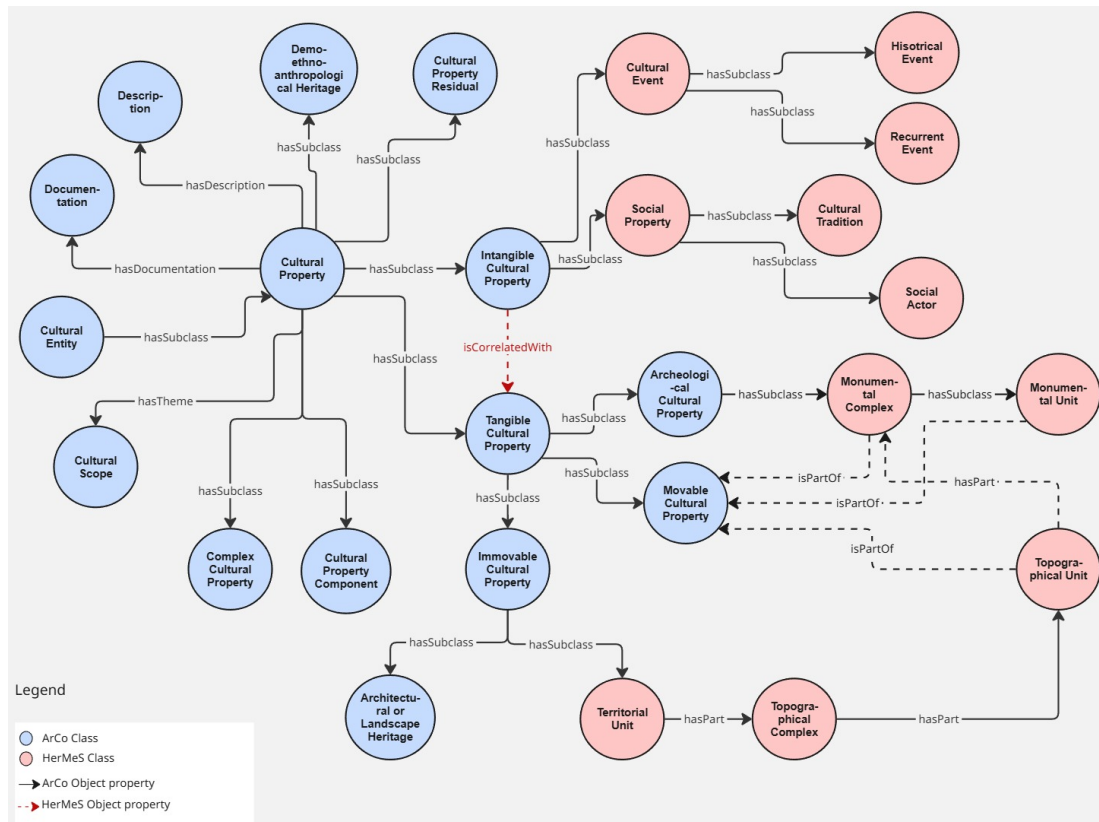 Demo-
ethno-
anthropologi
cal Heritage
Cultural
Property
Residual
Cultural
Event
Hisotrical
Event
hasSubclass
Descrip-
tion
hasSubclass
hasSubclass
hasSubclass
hasSubclass
Recurrent
Event
hasDescription
Documen-
tation
Social
Property
hasSubclass
Cultural
Tradition
hasDocumentation
Cultural
Property
hasSubclass
Intangible
Cultural
Property
hasSubclass
hasSubclass
Social
Actor
Cultural
Entity
hasSubclass
isCorrelatedWith
hasSubclass
hasTheme
Archeologi
-cal Cultural
Property
hasSubclass
Monumen-
tal
Complex
hasSubclass
Monumen-
tal Unit
Tangible
Cultural
Property
hasSubclass
Cultural
Scope
hasSubclass
hasSubclass
hasSubclass
hasSubclass
Movable
Cultural
Property
isPartOf
hasPart
isPartOf
isPartOf
Complex
Cultural
Property
Cultural
Property
Component
Immovable
Cultural
Property
Topogra-
phical Unit
hasSubclass
hasSubclass
Architectu-
ral or
Landscape
Heritage
Territorial
Unit
hasPart
Topogra-
phical
Complex
hasPart
Legend
ArCo Class
HerMeS Class
ArCo Object property
HerMeS Object property